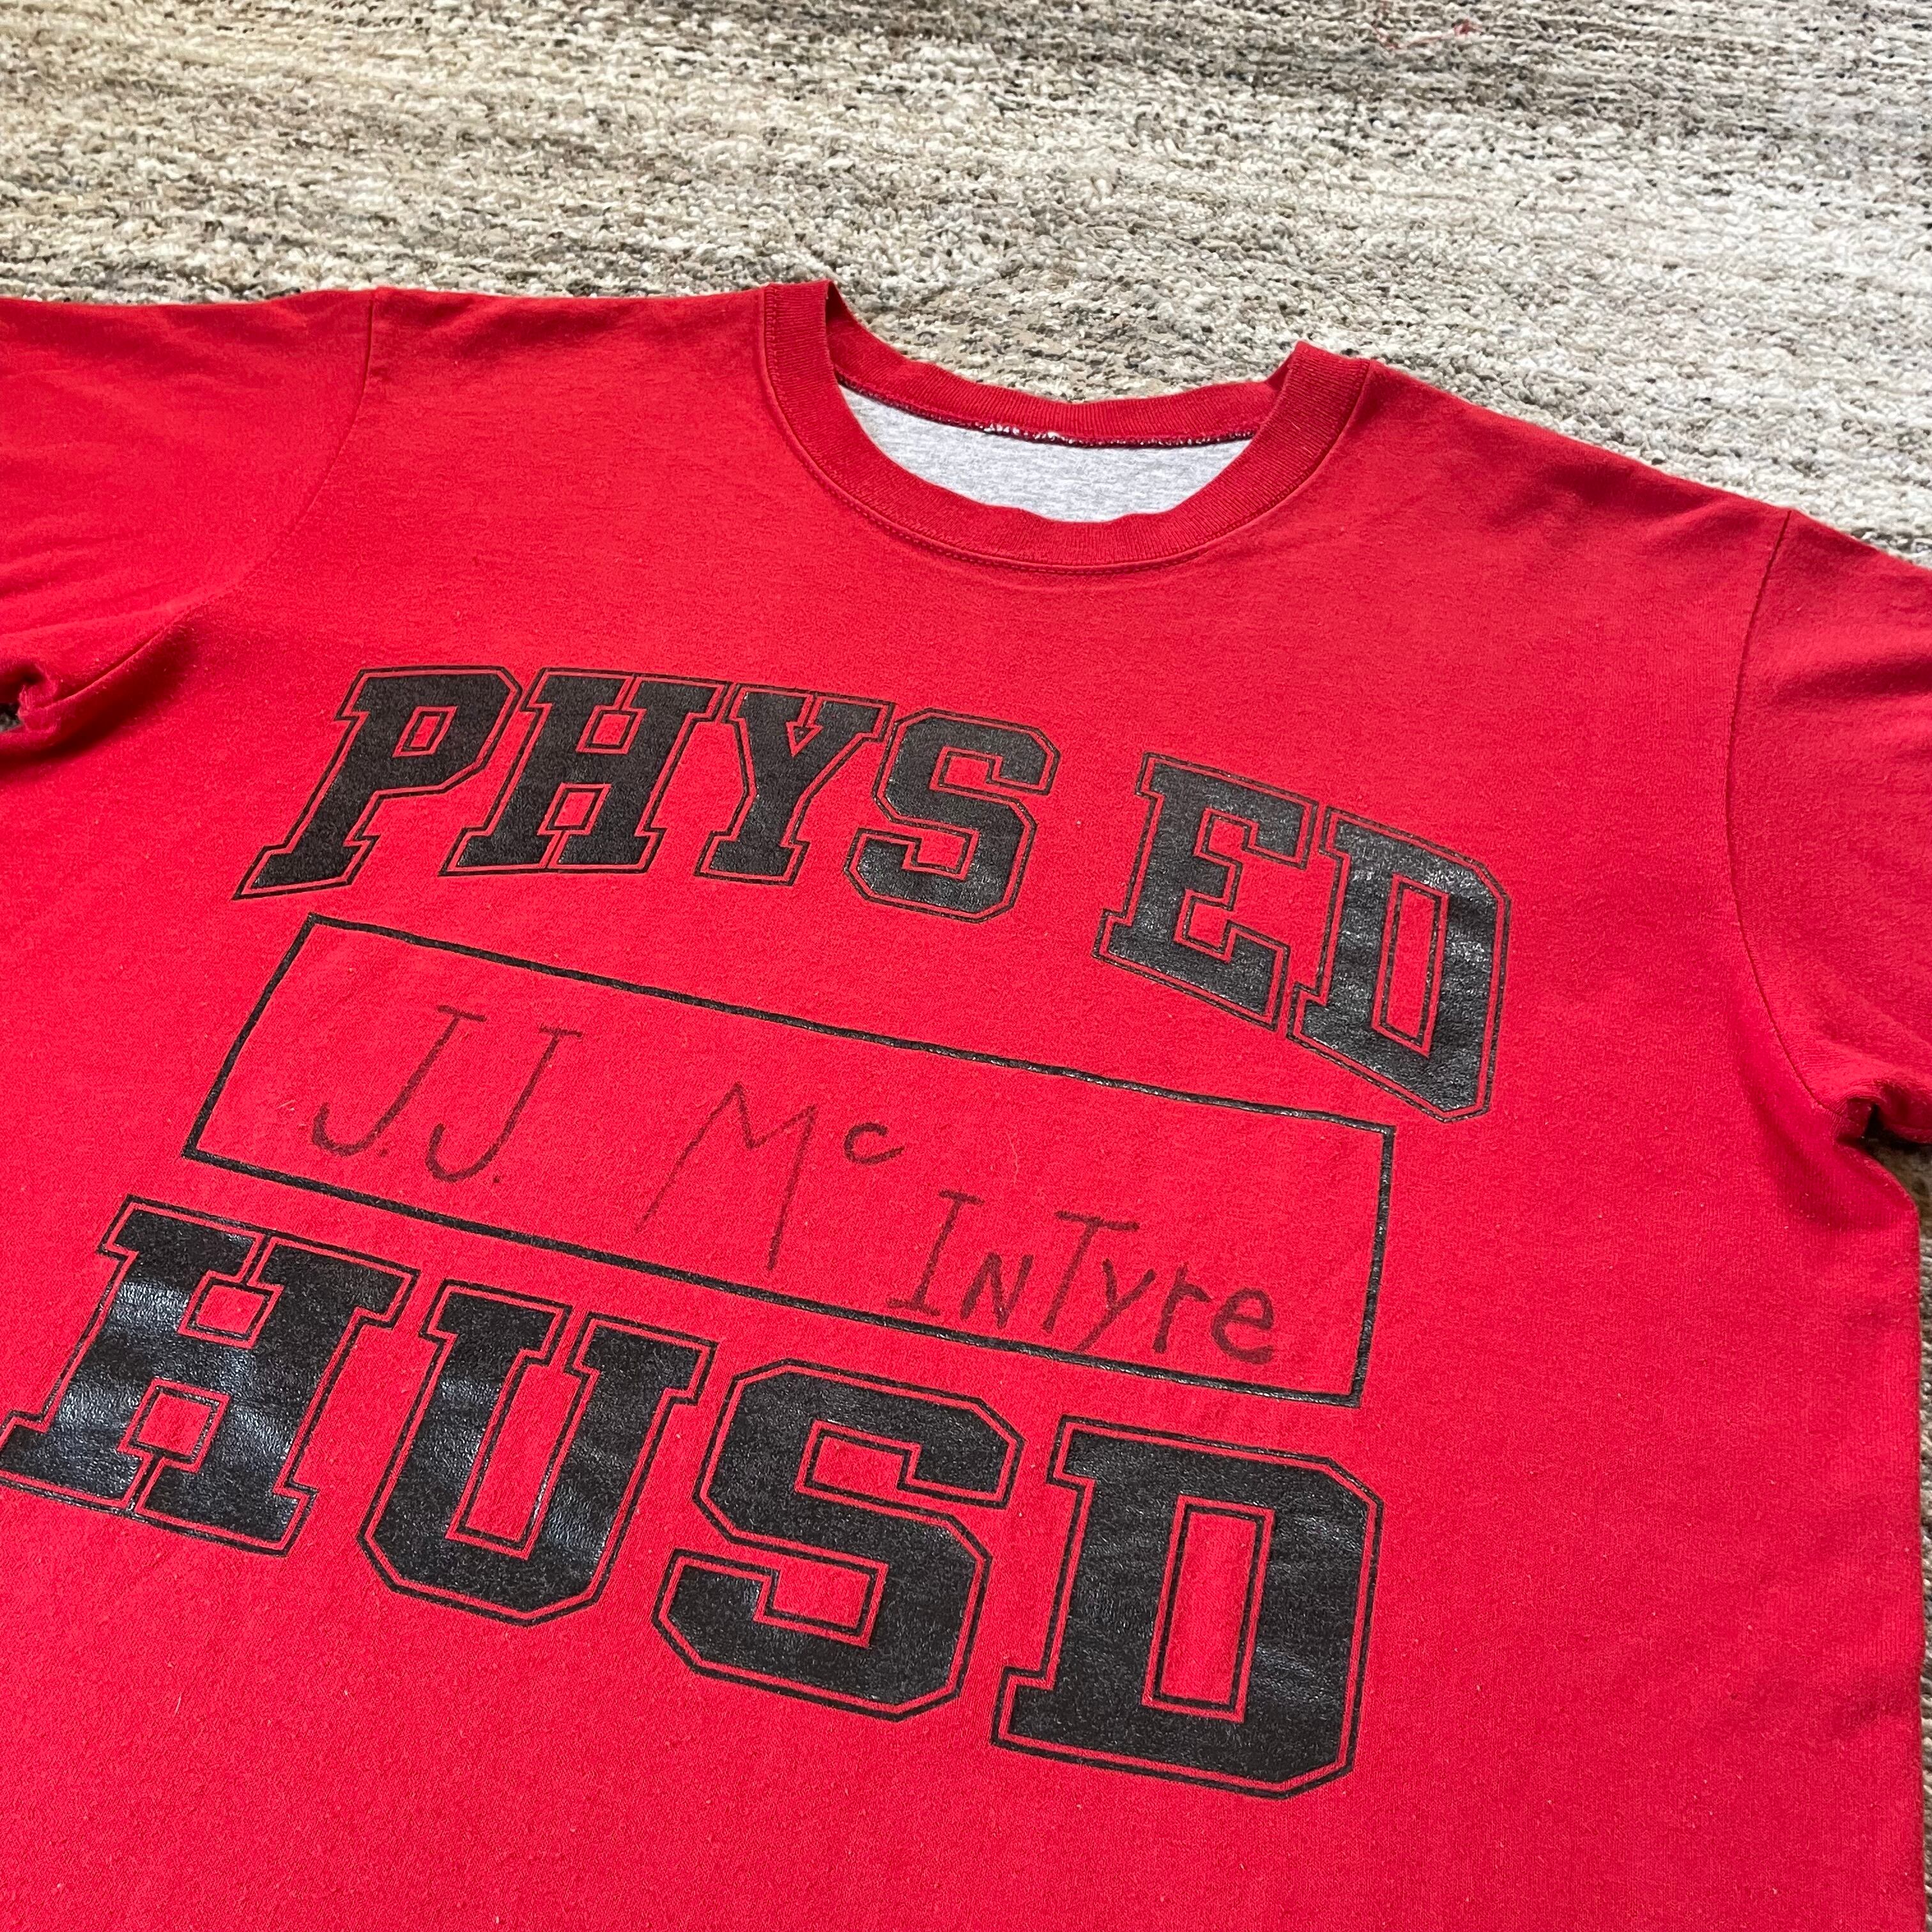 PHYS ED
J.J. Mc InTyre
HUSD